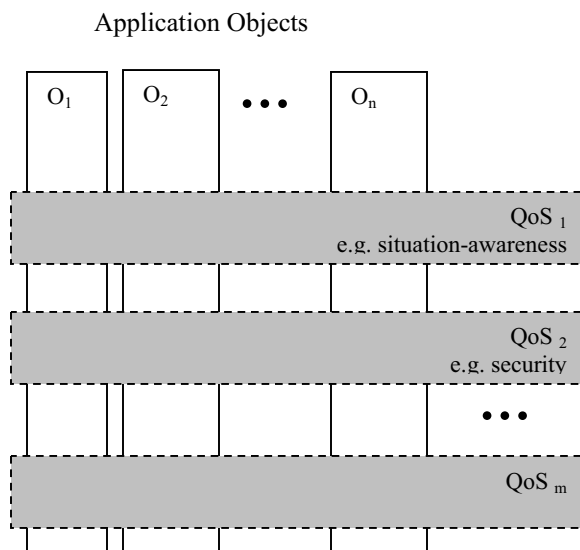 Application Objects
O1
O2
•••
On
QoS 1
e.g. situation-awareness
QoS 2
e.g. security
•••
QoS m